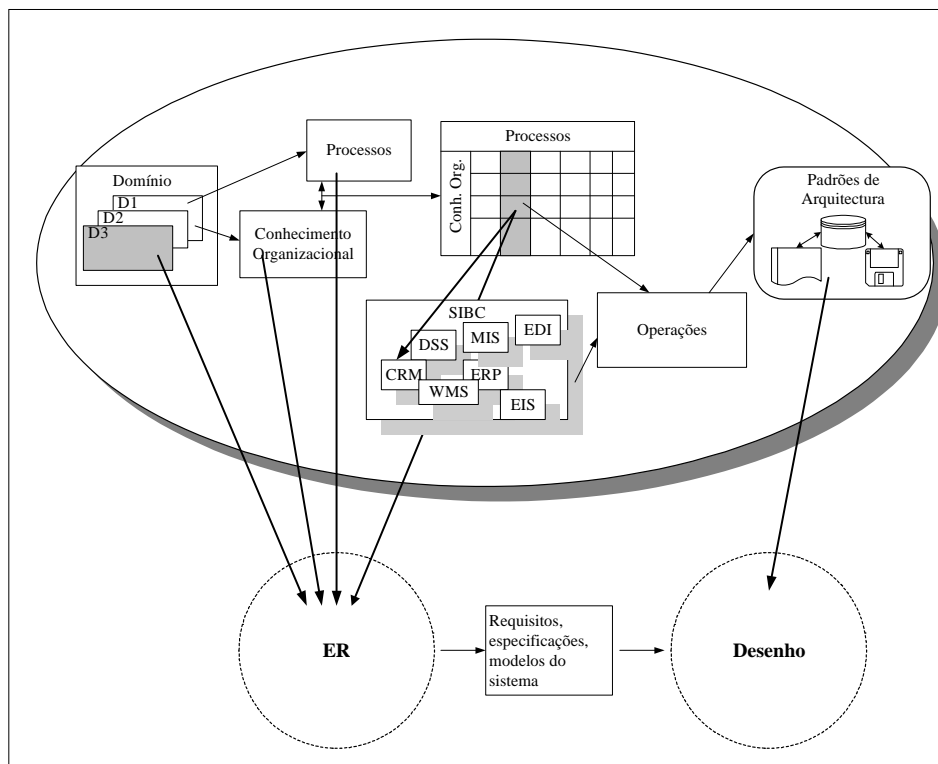 Domínio
D1
D2
D3
Processos
Conhecimento
Organizacional
Processos
Conh. Org.
Padrões de
Arquitectura
SIBC
DSS
MIS
EDI
CRM
ERP
WMS
EIS
Operações
ER
Requisitos,
especificações,
modelos do
sistema
Desenho